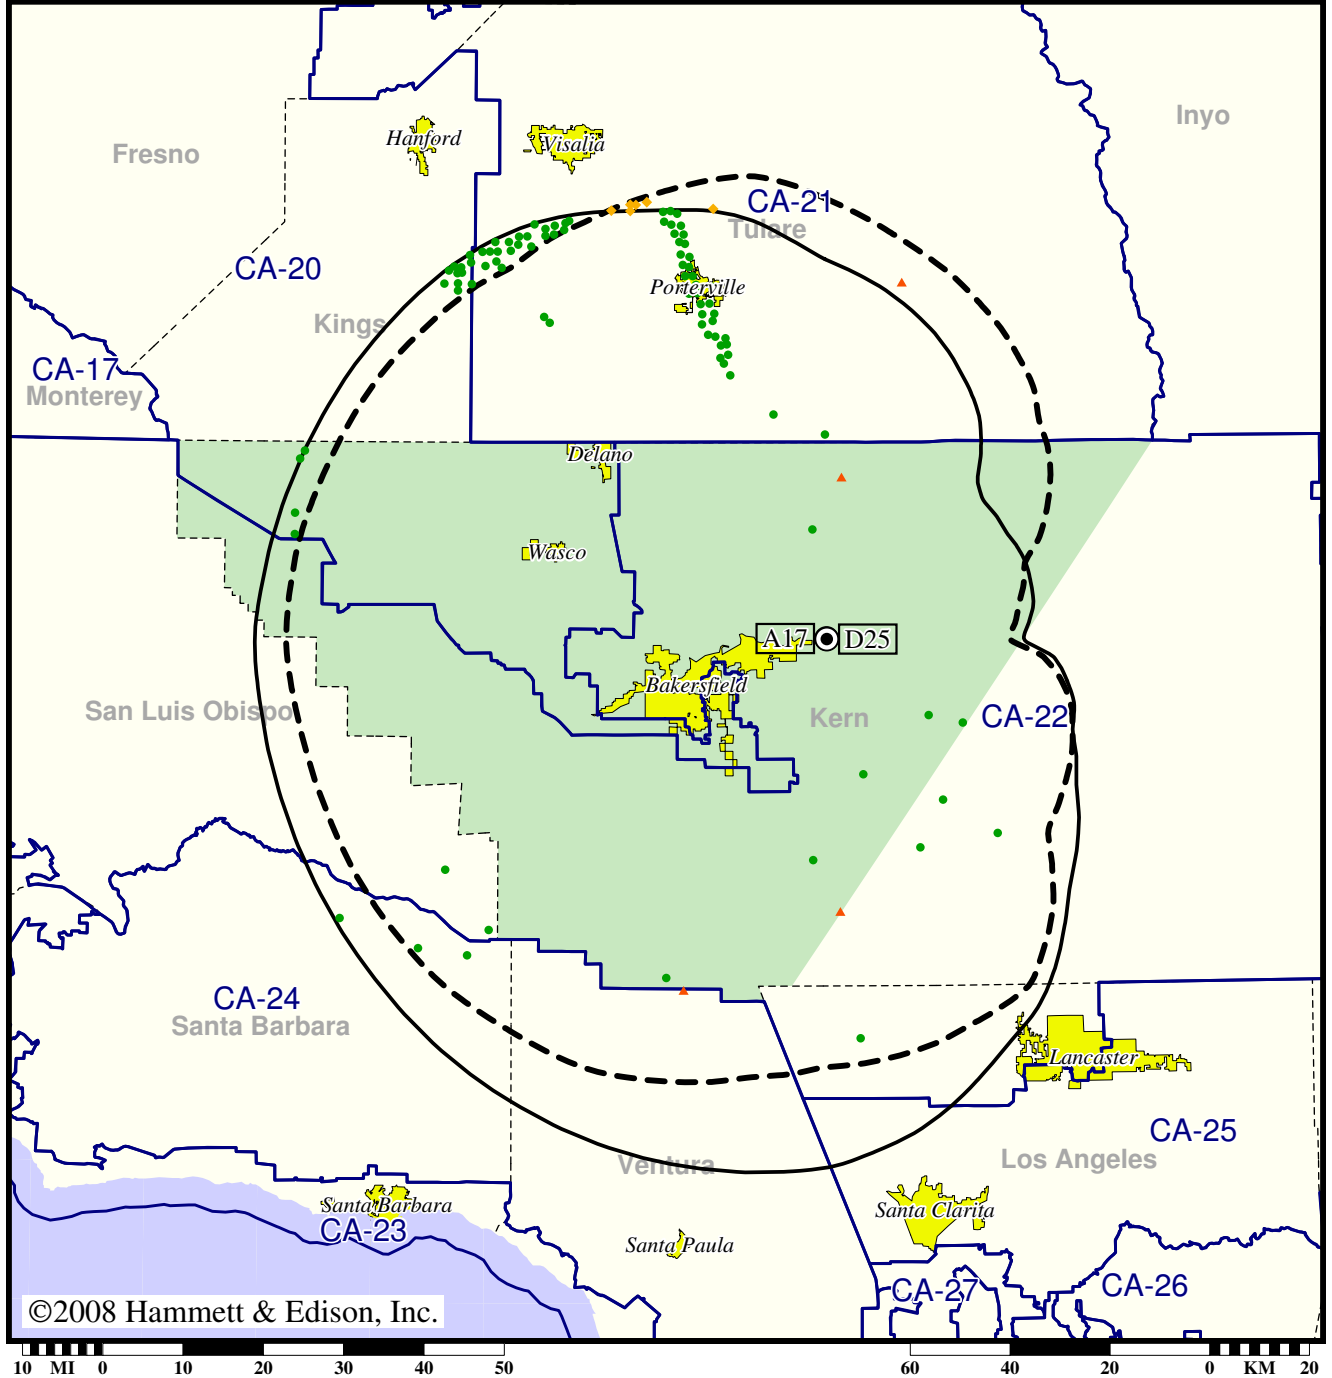 Inyo
Hanford
Visalia
Fresno
CA-21
Tulare
CA-20
Porterville
Kings
CA-17
Monterey
Delano
Wasco
A17
D25
Bakersfield
San Luis Obispo
Kern
CA-22
CA-24
Santa Barbara
Lancaster
CA-25
Ventura
Los Angeles
Santa Barbara
Santa Clarita
CA-23
Santa Paula
CA-27
CA-26
©2008 Hammett & Edison, Inc.
10 MI 0 10 20 30 40 50
60 40 20 0 KM 20